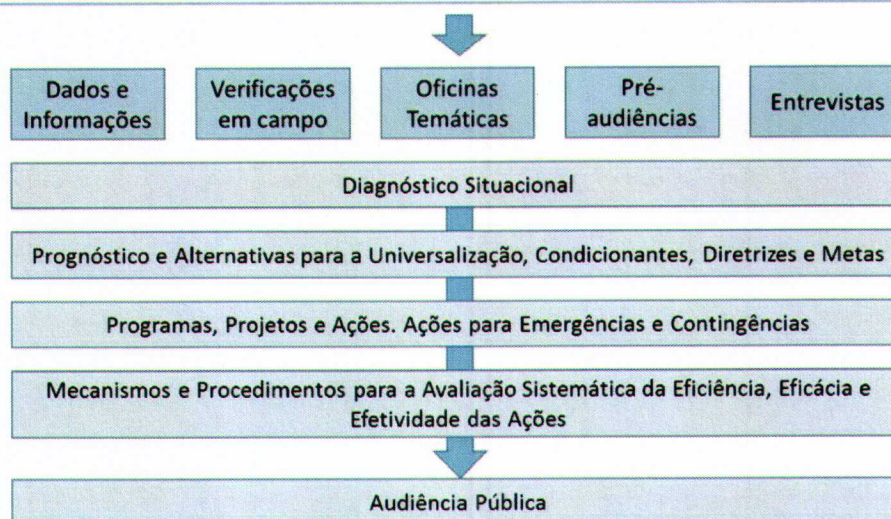 Dados e
Informações
Verificações
em campo
Oficinas
Temáticas
Pré-
audiências
Entrevistas
Diagnóstico Situacional
Prognóstico e Alternativas para a Universalização, Condicionantes, Diretrizes e Metas
Programas, Projetos e Ações. Ações para Emergências e Contingências
Mecanismos e Procedimentos para a Avaliação Sistemática da Eficiência, Eficácia e
Efetividade das Ações
Audiência Pública